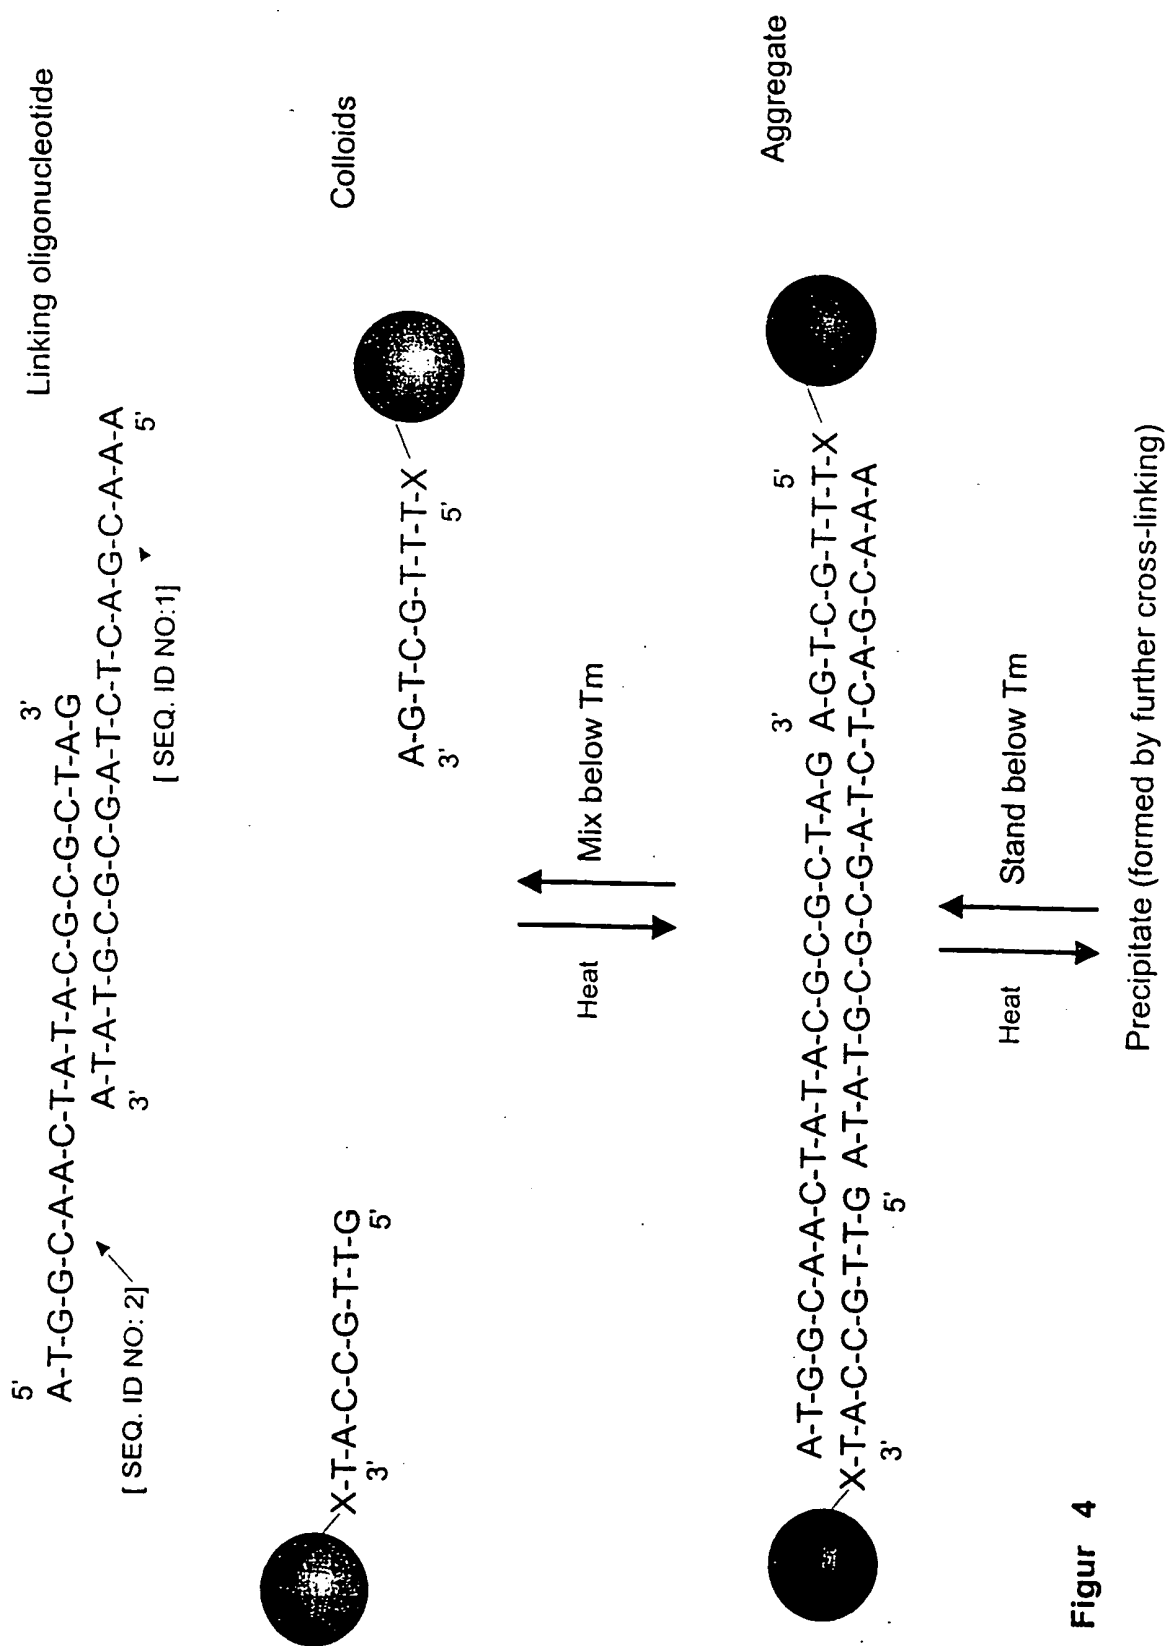 Linking oligonucleotide
5' 3'
A-T-G-G-C-A-A-C-T-A-T-A-C-G-C-G-C-T-A-G
A-T-A-T-G-C-G-C-G-A-T-C-T-C-A-G-C-A-A-A
3' 5'
[ SEQ. ID NO: 2]
[ SEQ. ID NO:1]
Colloids
X-T-A-C-C-G-T-T-G
3' 5'
A-G-T-C-G-T-T-T-X
3' 5'
Heat
Mix below Tm
Aggregate
3' 5'
A-T-G-G-C-A-A-C-T-A-T-A-C-G-C-G-C-T-A-G A-G-T-C-G-T-T-T-X
X-T-A-C-C-G-T-T-G A-T-A-T-G-C-G-C-G-A-T-C-T-C-A-G-C-A-A-A
3' 5'
Heat
Stand below Tm
Precipitate (formed by further cross-linking)
Figur 4